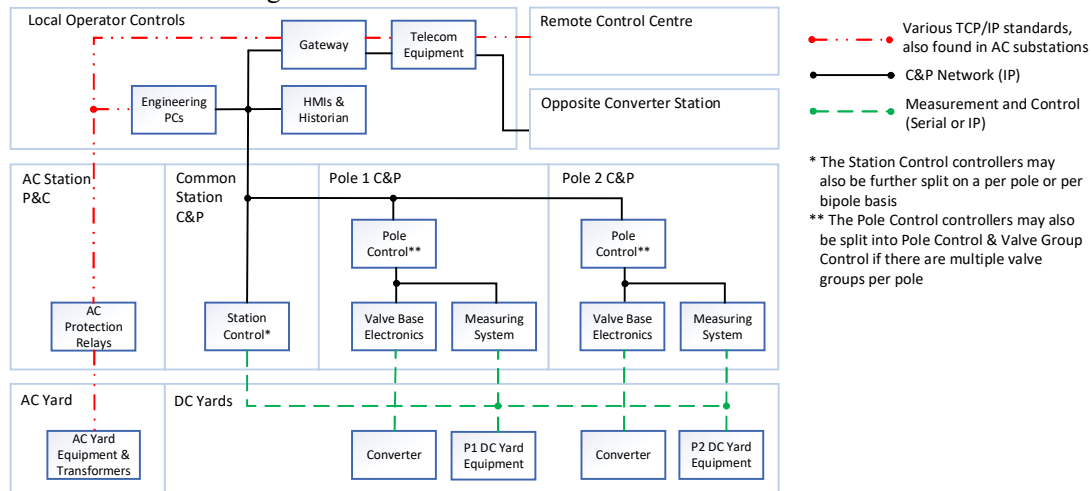 Local Operator Controls
Gateway
Telecom
Equipment
Engineering
PCs
HMIs &
Historian
Remote Control Centre
Opposite Converter Station
Various TCP/IP standards,
also found in AC substations
C&P Network (IP)
Measurement and Control
(Serial or IP)
* The Station Control controllers may
also be further split on a per pole or per
bipole basis
** The Pole Control controllers may also
be split into Pole Control & Valve Group
Control if there are multiple valve
groups per pole
AC Station
P&C
Common
Station
C&P
Pole 1 C&P
Pole 2 C&P
Pole
Control**
Pole
Control**
AC
Protection
Relays
Station
Control*
Valve Base
Electronics
Measuring
System
Valve Base
Electronics
Measuring
System
AC Yard
DC Yards
AC Yard
Equipment &
Transformers
Converter
P1 DC Yard
Equipment
Converter
P2 DC Yard
Equipment